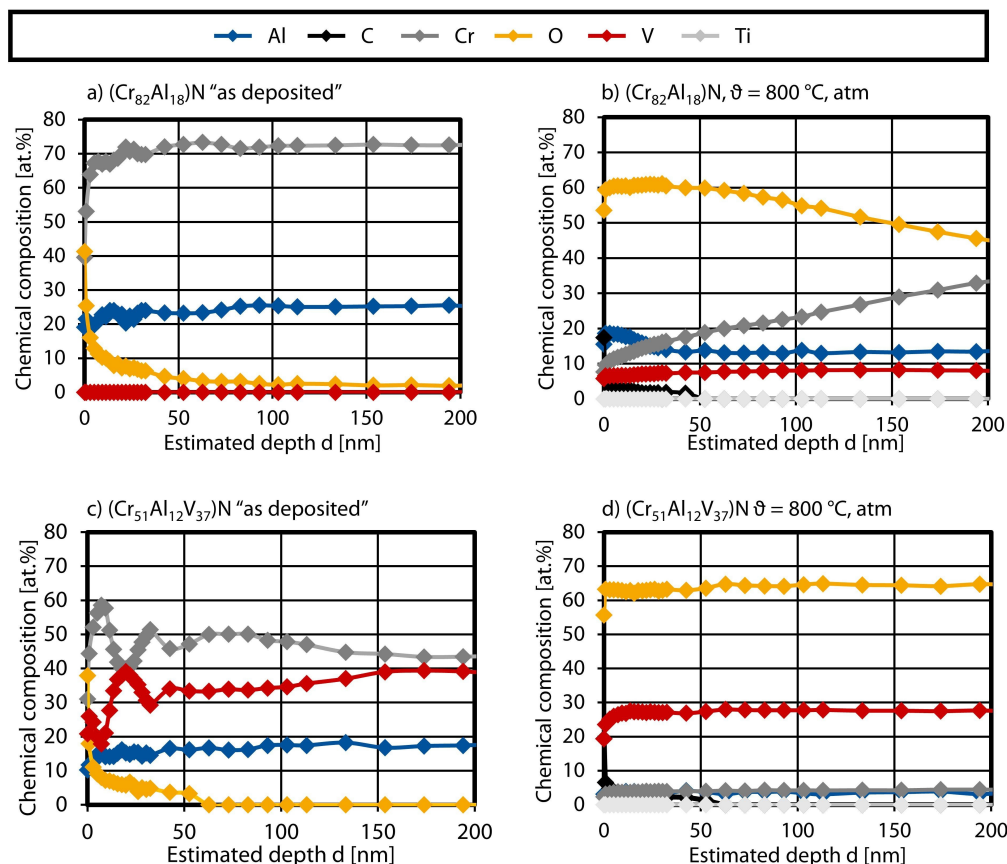 Al C Cr O V Ti
a) (Cr₈₂Al₁₈)N “as deposited”
80
70
60
50
40
30
20
10
0
Chemical composition [at.%]
0 50 100 150 200
Estimated depth d [nm]
b) (Cr₈₂Al₁₈)N, ϑ = 800 °C, atm
80
70
60
50
40
30
20
10
0
Chemical composition [at.%]
0 50 100 150 200
Estimated depth d [nm]
c) (Cr₅₁Al₁₂V₃₇)N “as deposited”
80
70
60
50
40
30
20
10
0
Chemical composition [at.%]
0 50 100 150 200
Estimated depth d [nm]
d) (Cr₅₁Al₁₂V₃₇)N ϑ = 800 °C, atm
80
70
60
50
40
30
20
10
0
Chemical composition [at.%]
0 50 100 150 200
Estimated depth d [nm]